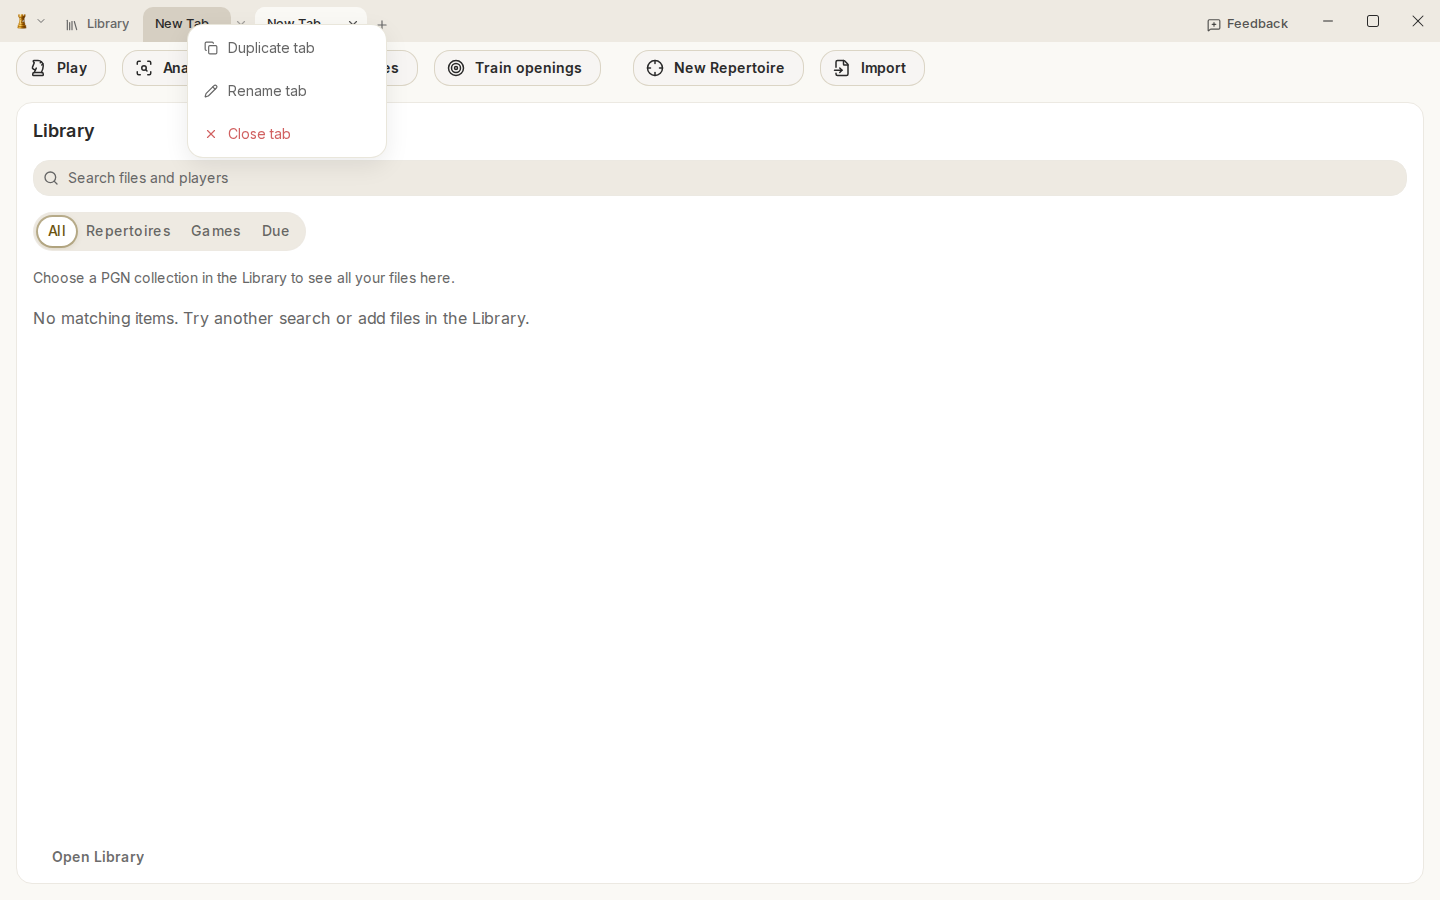 Library
New Tab
New Tab
Feedback
Duplicate tab
Rename tab
Close tab
Play
Train openings
New Repertoire
Import
Library
Search files and players
All
Repertoires
Games
Due
Choose a PGN collection in the Library to see all your files here.
No matching items. Try another search or add files in the Library.
Open Library